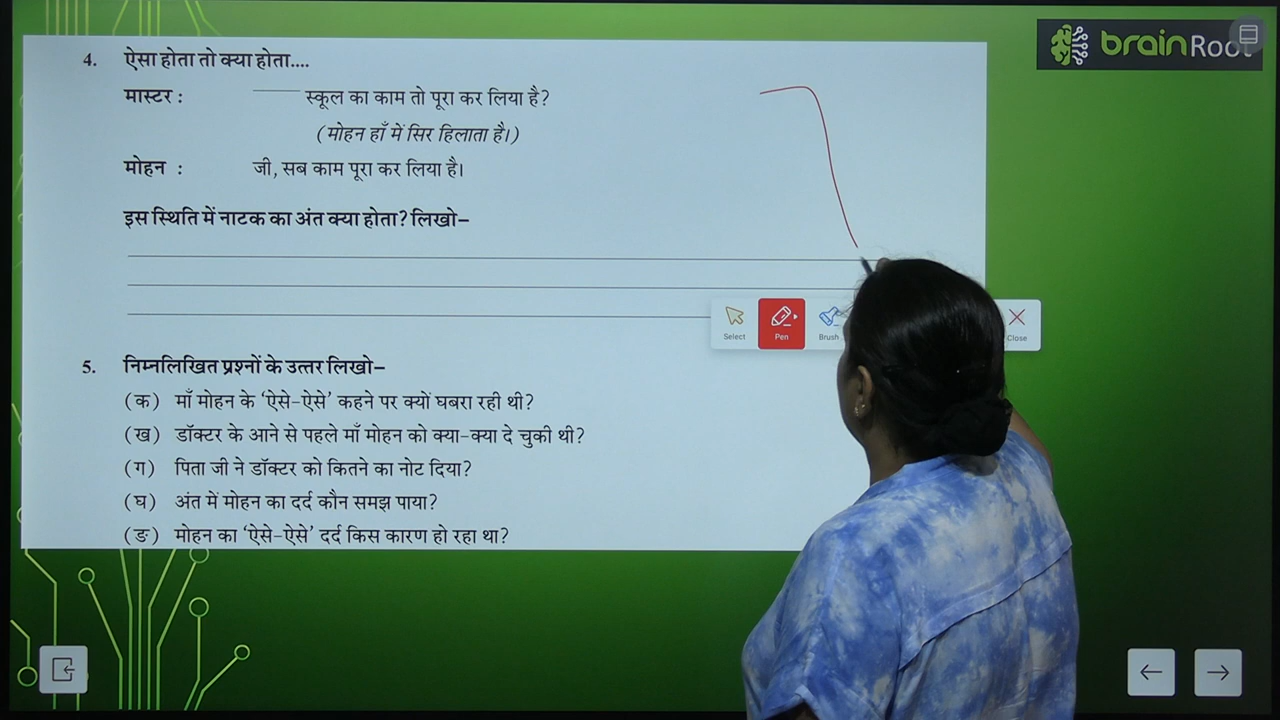 brainRoot
4. ऐसा होता तो क्या होता....
मास्टर : स्कूल का काम तो पूरा कर लिया है?
(मोहन हाँ में सिर हिलाता है।)
मोहन : जी, सब काम पूरा कर लिया है।
इस स्थिति में नाटक का अंत क्या होता? लिखो–
Select Pen Brush Close
5. निम्नलिखित प्रश्नों के उत्तर लिखो–
(क) माँ मोहन के ‘ऐसे-ऐसे’ कहने पर क्यों घबरा रही थी?
(ख) डॉक्टर के आने से पहले माँ मोहन को क्या-क्या दे चुकी थी?
(ग) पिता जी ने डॉक्टर को कितने का नोट दिया?
(घ) अंत में मोहन का दर्द कौन समझ पाया?
(ङ) मोहन का ‘ऐसे-ऐसे’ दर्द किस कारण हो रहा था?